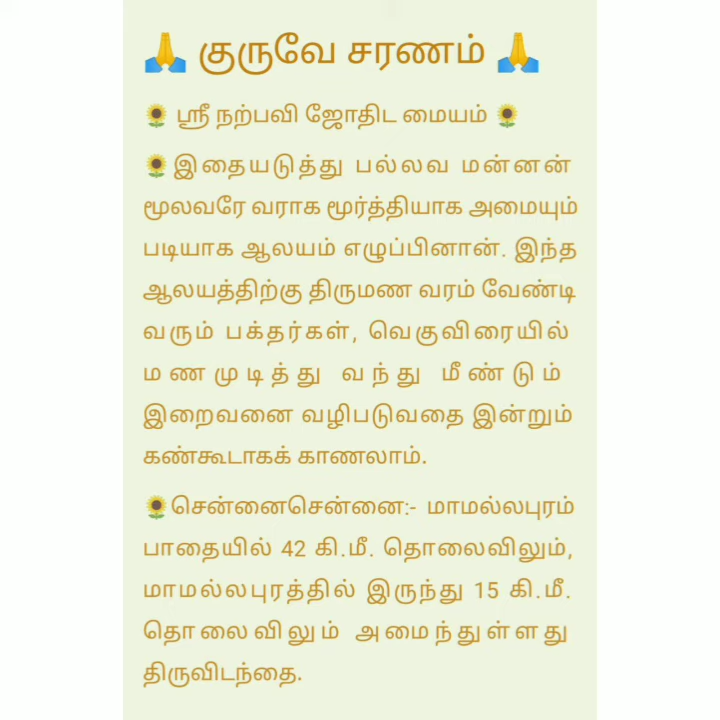 🙏 குருவே சரணம் 🙏
🌻 ஸ்ரீ நற்பவி ஜோதிட மையம் 🌻
🌻இதையடுத்து பல்லவ மன்னன்
மூலவரே வராக மூர்த்தியாக அமையும்
படியாக ஆலயம் எழுப்பினான். இந்த
ஆலயத்திற்கு திருமண வரம் வேண்டி
வரும் பக்தர்கள், வெகுவிரையில்
மணமுடித்து வந்து மீண்டும்
இறைவனை வழிபடுவதை இன்றும்
கண்கூடாகக் காணலாம்.
🌻சென்னைசென்னை:- மாமல்லபுரம்
பாதையில் 42 கி.மீ. தொலைவிலும்,
மாமல்லபுரத்தில் இருந்து 15 கி.மீ.
தொலைவிலும் அமைந்துள்ளது
திருவிடந்தை.